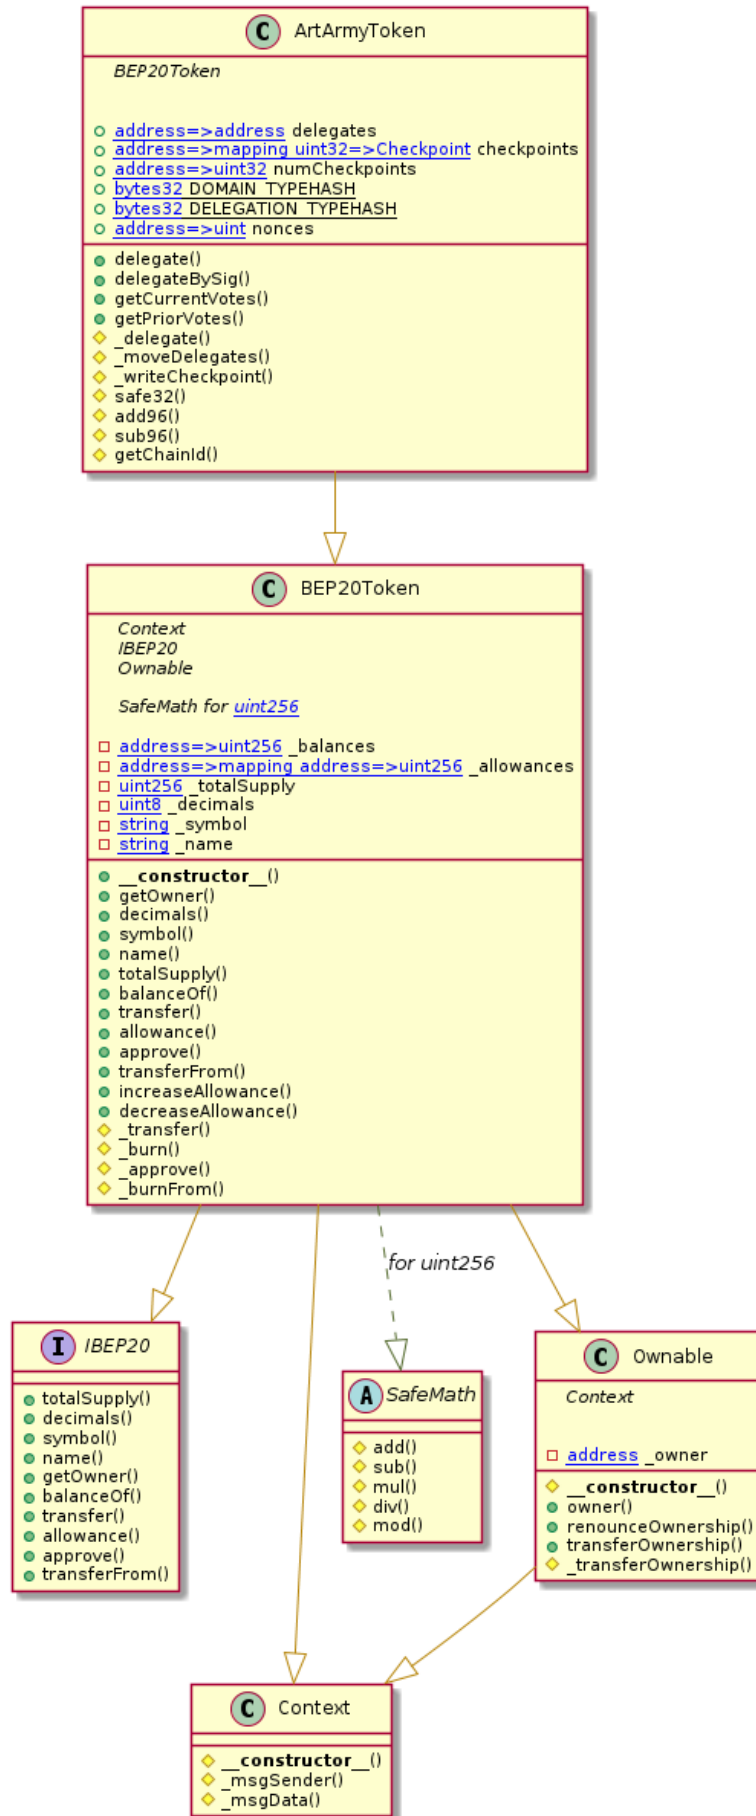 C ArtArmyToken
BEP20Token
address=>address delegates
address=>mapping uint32=>Checkpoint checkpoints
address=>uint32 numCheckpoints
bytes32 DOMAIN_TYPEHASH
bytes32 DELEGATION_TYPEHASH
address=>uint nonces
delegate()
delegateBySig()
getCurrentVotes()
getPriorVotes()
_delegate()
_moveDelegates()
_writeCheckpoint()
safe32()
add96()
sub96()
getChainId()
C BEP20Token
Context
IBEP20
Ownable
SafeMath for uint256
address=>uint256 _balances
address=>mapping address=>uint256 _allowances
uint256 _totalSupply
uint8 _decimals
string _symbol
string _name
__constructor__()
getOwner()
decimals()
symbol()
name()
totalSupply()
balanceOf()
transfer()
allowance()
approve()
transferFrom()
increaseAllowance()
decreaseAllowance()
_transfer()
_burn()
_approve()
_burnFrom()
for uint256
I IBEP20
totalSupply()
decimals()
symbol()
name()
getOwner()
balanceOf()
transfer()
allowance()
approve()
transferFrom()
A SafeMath
add()
sub()
mul()
div()
mod()
C Ownable
Context
address _owner
__constructor__()
owner()
renounceOwnership()
transferOwnership()
_transferOwnership()
C Context
__constructor__()
_msgSender()
_msgData()